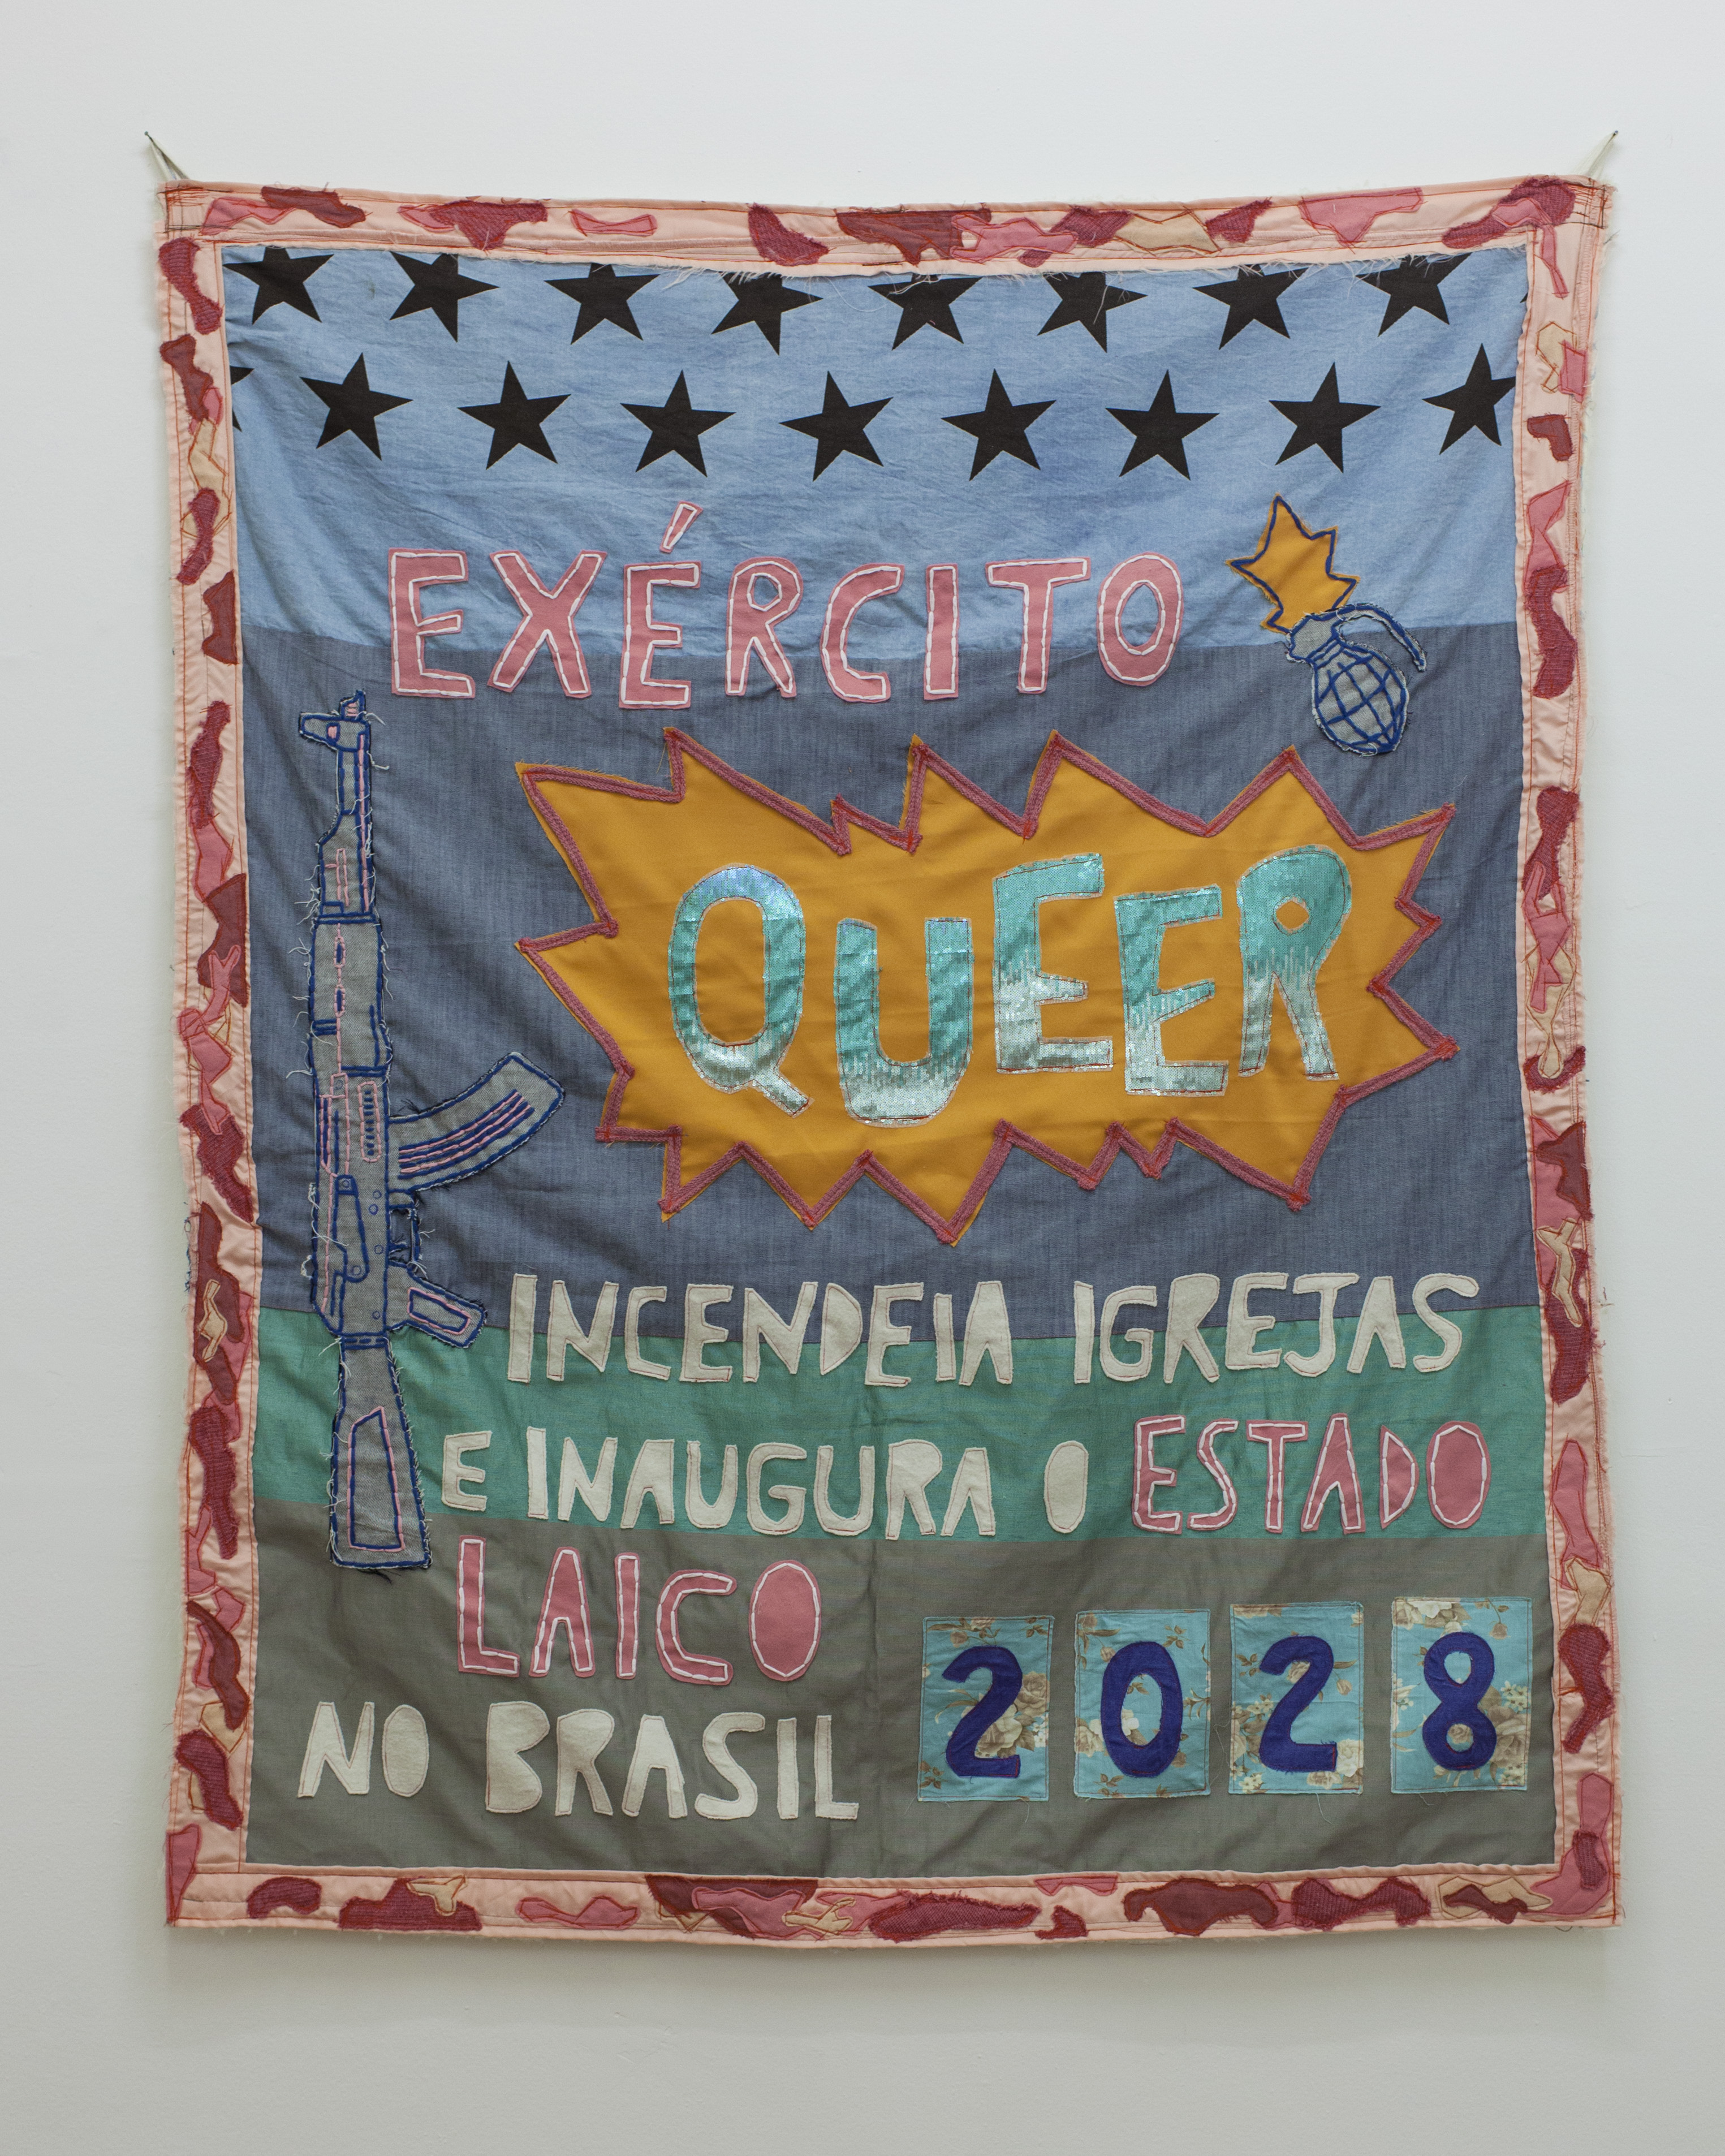 EXÉRCITO
QUEER
INCENDEIA IGREJAS
E INAUGURA O ESTADO
LAICO
NO BRASIL 2028